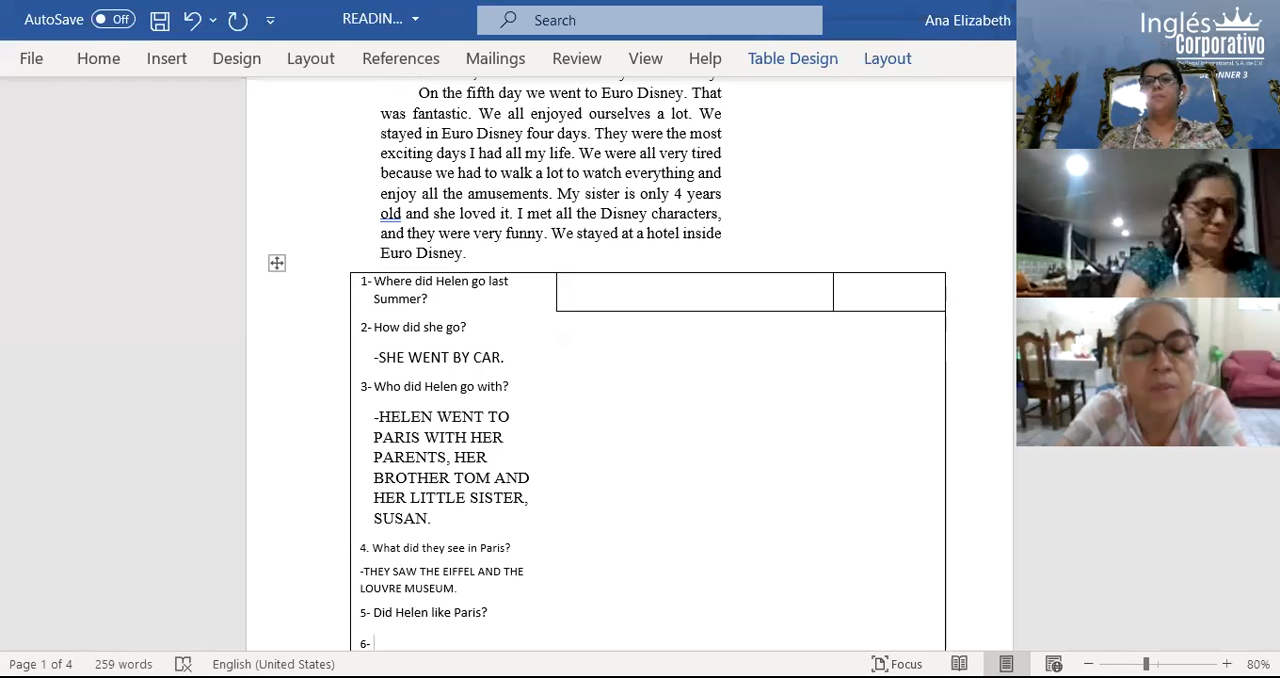 AutoSave Off READIN... Search Ana Elizabeth
File Home Insert Design Layout References Mailings Review View Help Table Design Layout
Inglés
Corporativo
BEGINNER 3
On the fifth day we went to Euro Disney. That
was fantastic. We all enjoyed ourselves a lot. We
stayed in Euro Disney four days. They were the most
exciting days I had all my life. We were all very tired
because we had to walk a lot to watch everything and
enjoy all the amusements. My sister is only 4 years
old and she loved it. I met all the Disney characters,
and they were very funny. We stayed at a hotel inside
Euro Disney.
1- Where did Helen go last
Summer?
2- How did she go?
-SHE WENT BY CAR.
3- Who did Helen go with?
-HELEN WENT TO
PARIS WITH HER
PARENTS, HER
BROTHER TOM AND
HER LITTLE SISTER,
SUSAN.
4. What did they see in Paris?
-THEY SAW THE EIFFEL AND THE
LOUVRE MUSEUM.
5- Did Helen like Paris?
6-
Page 1 of 4 259 words English (United States) Focus 80%